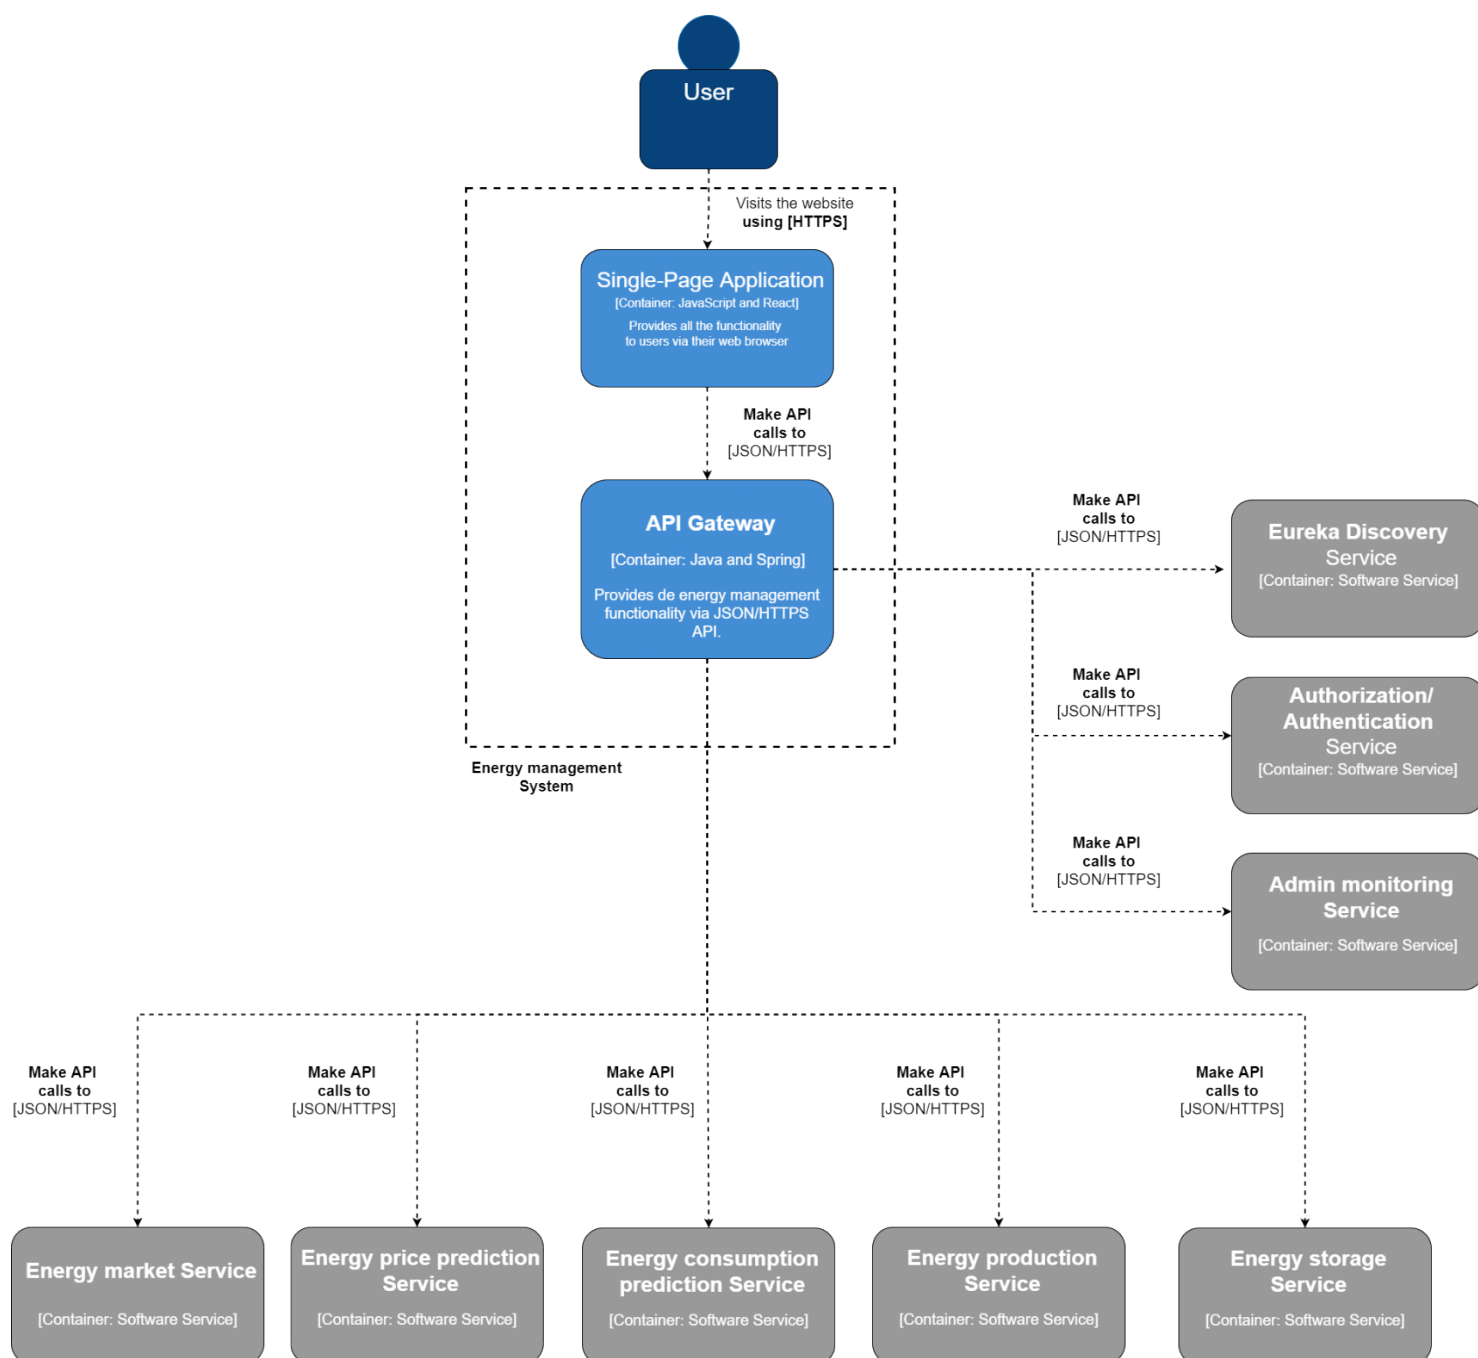 User
Visits the website
using [HTTPS]
Single-Page Application
[Container: JavaScript and React]
Provides all the functionality
to users via their web browser
Make API
calls to
[JSON/HTTPS]
API Gateway
[Container: Java and Spring]
Provides de energy management
functionality via JSON/HTTPS
API.
Energy management
System
Make API
calls to
[JSON/HTTPS]
Eureka Discovery
Service
[Container: Software Service]
Make API
calls to
[JSON/HTTPS]
Authorization/
Authentication
Service
[Container: Software Service]
Make API
calls to
[JSON/HTTPS]
Admin monitoring
Service
[Container: Software Service]
Make API
calls to
[JSON/HTTPS]
Make API
calls to
[JSON/HTTPS]
Make API
calls to
[JSON/HTTPS]
Make API
calls to
[JSON/HTTPS]
Make API
calls to
[JSON/HTTPS]
Energy market Service
[Container: Software Service]
Energy price prediction
Service
[Container: Software Service]
Energy consumption
prediction Service
[Container: Software Service]
Energy production
Service
[Container: Software Service]
Energy storage
Service
[Container: Software Service]